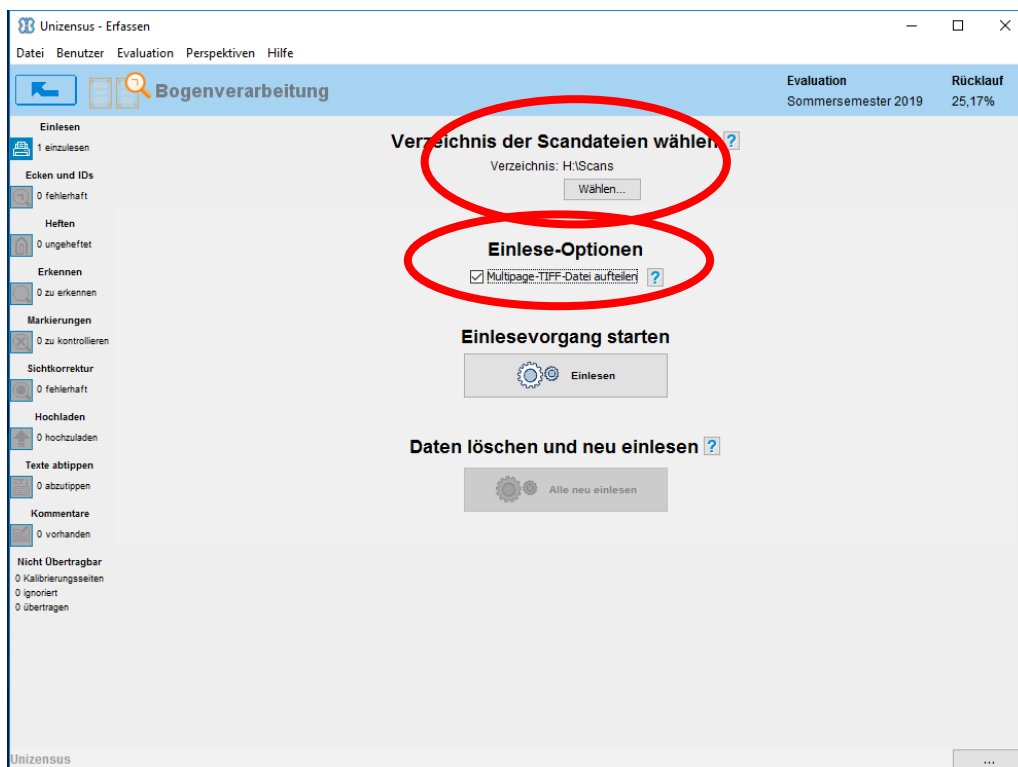 Unizensus - Erfassen
Datei Benutzer Evaluation Perspektiven Hilfe
Bogenverarbeitung
Evaluation
Sommersemester 2019
Rücklauf
25,17%
Einlesen
1 einzulesen
Ecken und IDs
0 fehlerhaft
Heften
0 ungeheftet
Erkennen
0 zu erkennen
Markierungen
0 zu kontrollieren
Sichtkorrektur
0 fehlerhaft
Hochladen
0 hochzuladen
Texte abtippen
0 abzutippen
Kommentare
0 vorhanden
Nicht Übertragbar
0 Kalibrierungsseiten
0 ignoriert
0 übertragen
Verzeichnis der Scandateien wählen ?
Verzeichnis: H:\Scans
Wählen...
Einlese-Optionen
Multipage-TIFF-Datei aufteilen ?
Einlesevorgang starten
Einlesen
Daten löschen und neu einlesen ?
Alle neu einlesen
Unizensus
...